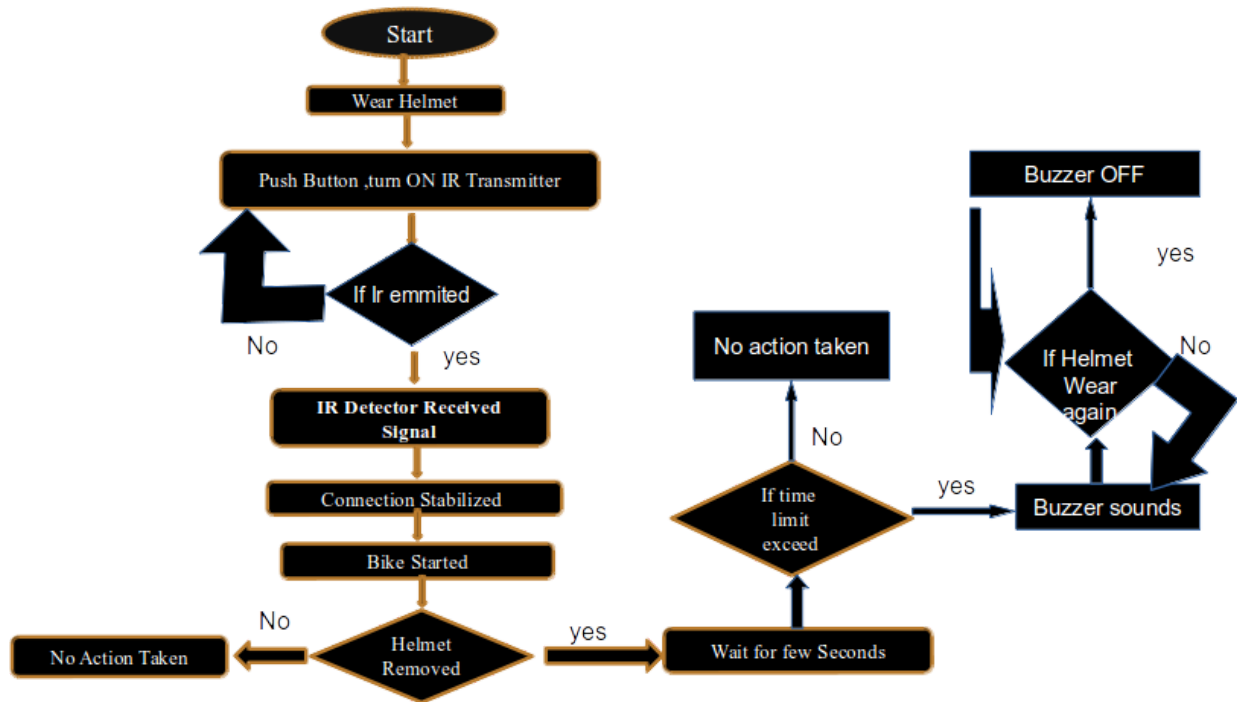 Start
Wear Helmet
Push Button ,turn ON IR Transmitter
If Ir emmited
No
yes
IR Detector Received
Signal
Connection Stabilized
Bike Started
Helmet
Removed
No
No Action Taken
yes
Wait for few Seconds
If time
limit
exceed
No
No action taken
yes
Buzzer sounds
If Helmet
Wear
again
No
yes
Buzzer OFF